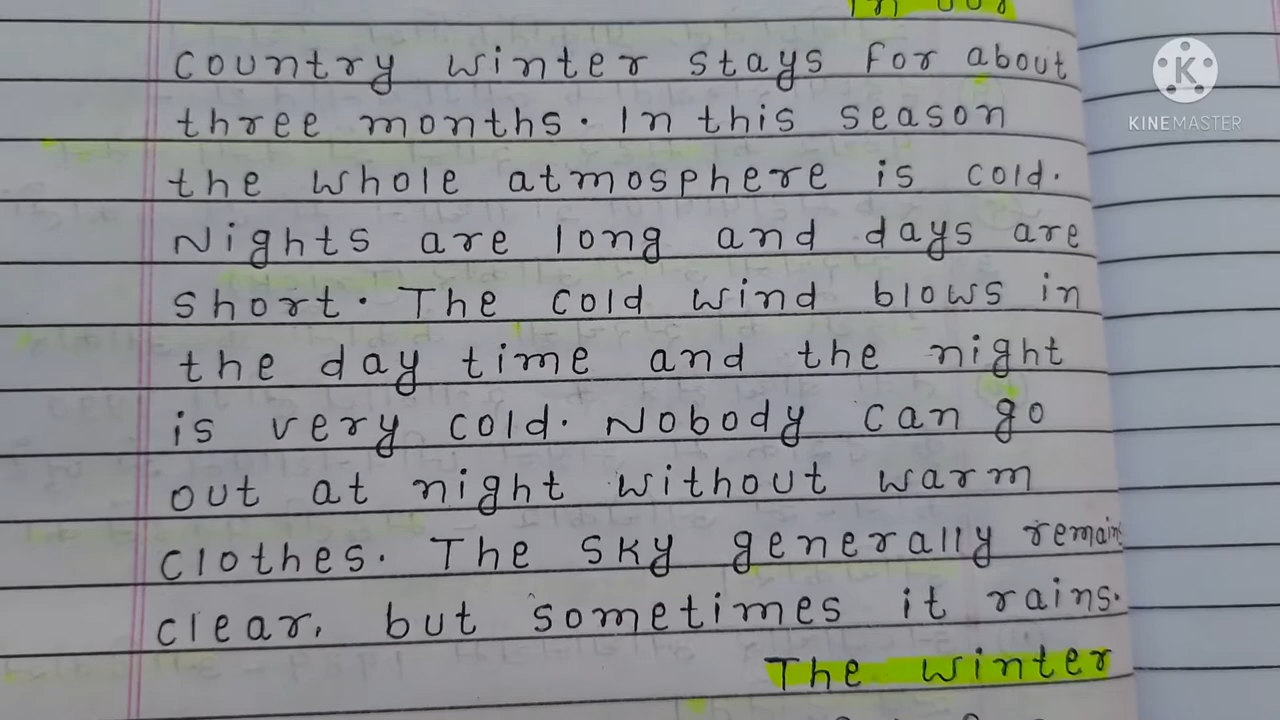 In our
country winter stays for about
three months. In this season
the whole atmosphere is cold.
Nights are long and days are
short. The cold wind blows in
the day time and the night
is very cold. Nobody can go
out at night without warm
clothes. The sky generally remains
clear, but sometimes it rains.
The winter
KINEMASTER